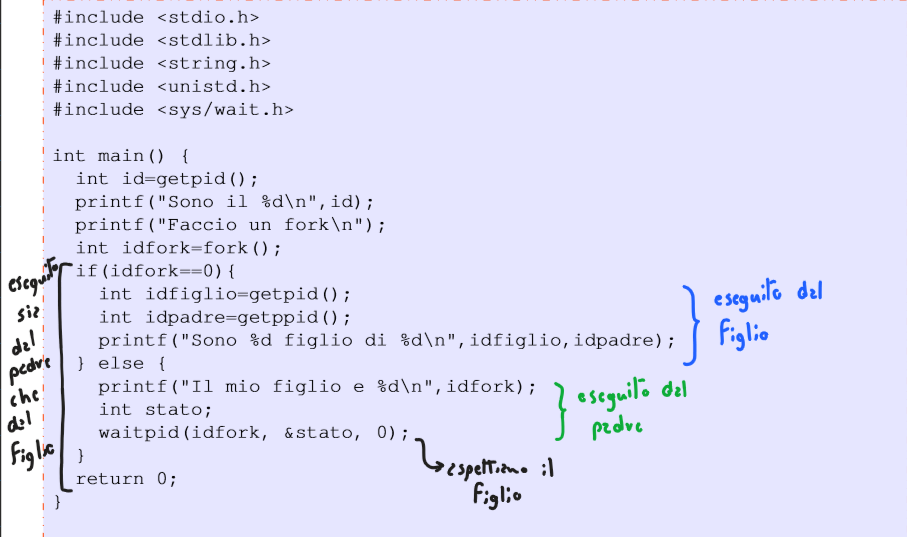 #include <stdio.h>
#include <stdlib.h>
#include <string.h>
#include <unistd.h>
#include <sys/wait.h>
int main() {
int id=getpid();
printf("Sono il %d\n",id);
printf("Faccio un fork\n");
int idfork=fork();
if(idfork==0){
int idfiglio=getpid();
int idpadre=getppid();
printf("Sono %d figlio di %d\n",idfiglio,idpadre);
} else {
printf("Il mio figlio e %d\n",idfork);
int stato;
waitpid(idfork, &stato, 0);
}
return 0;
}
eseguito
sia
dal
padre
che
dal
figlio
eseguito dal
figlio
eseguito dal
padre
aspettiamo il
figlio